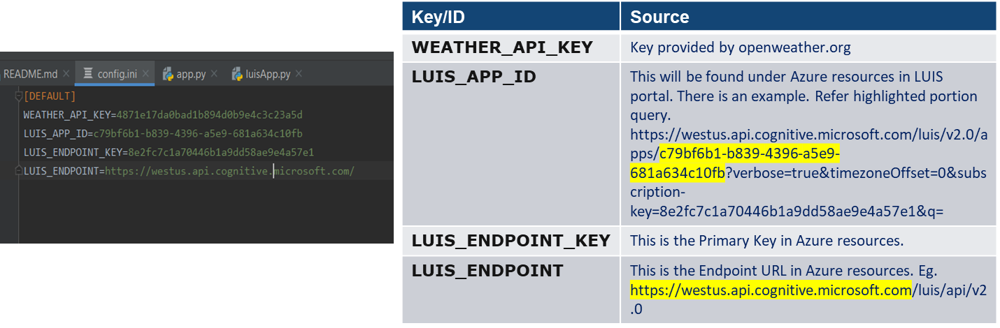 README.md
config.ini
app.py
luisApp.py
[DEFAULT]
WEATHER_API_KEY=4871e17da0bad1b894d0b9e4c3c23a5d
LUIS_APP_ID=c79bf6b1-b839-4396-a5e9-681a634c10fb
LUIS_ENDPOINT_KEY=8e2fc7c1a70446b1a9dd58ae9e4a57e1
LUIS_ENDPOINT=https://westus.api.cognitive.microsoft.com/
Key/ID
Source
WEATHER_API_KEY
Key provided by openweather.org
LUIS_APP_ID
This will be found under Azure resources in LUIS
portal. There is an example. Refer highlighted portion
query.
https://westus.api.cognitive.microsoft.com/luis/v2.0/a
pps/c79bf6b1-b839-4396-a5e9-
681a634c10fb?verbose=true&timezoneOffset=0&subs
cription-
key=8e2fc7c1a70446b1a9dd58ae9e4a57e1&q=
LUIS_ENDPOINT_KEY
This is the Primary Key in Azure resources.
LUIS_ENDPOINT
This is the Endpoint URL in Azure resources. Eg.
https://westus.api.cognitive.microsoft.com/luis/api/v2
.0